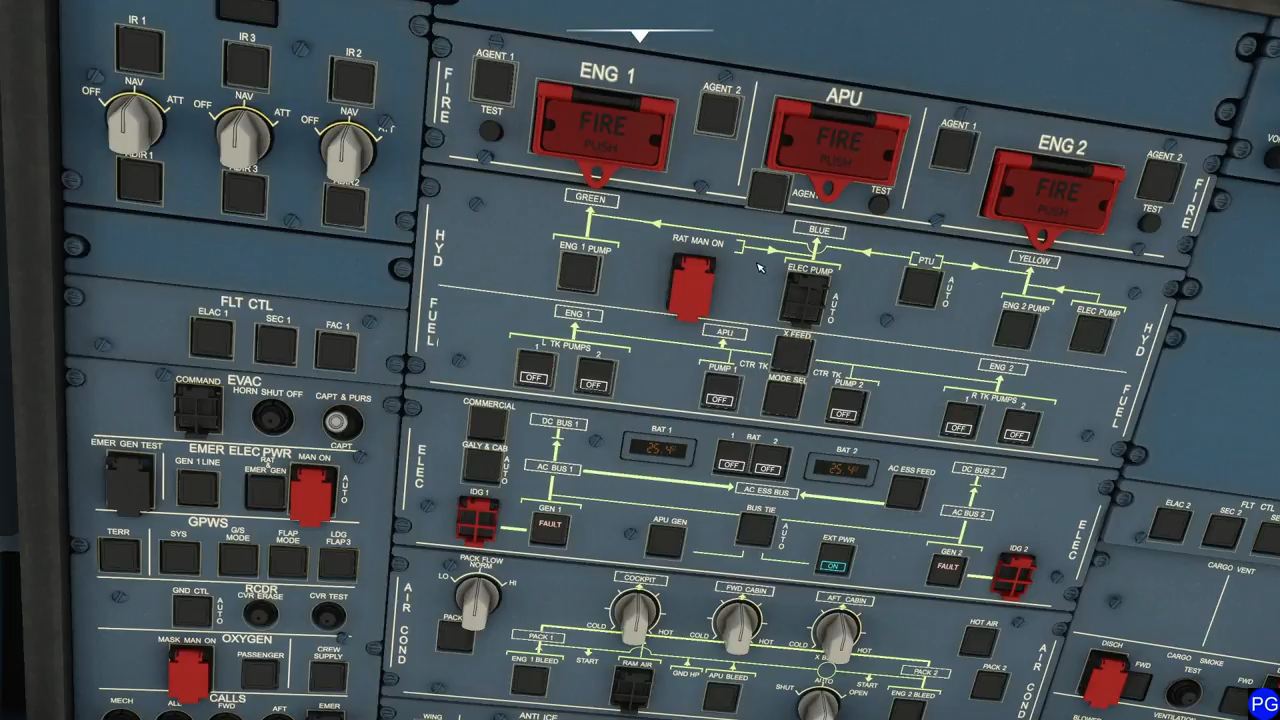 IR 1
IR 3
IR 2
NAV
OFF
ATT
NAV
OFF
ATT
NAV
OFF
FIRE
AGENT 1
TEST
ENG 1
FIRE
PUSH
AGENT 2
APU
FIRE
PUSH
TEST
AGENT 1
ENG 2
FIRE
PUSH
AGENT 2
TEST
FIRE
HYD
GREEN
ENG 1 PUMP
RAT MAN ON
BLUE
ELEC PUMP
AUTO
PTU
AUTO
YELLOW
ENG 2 PUMP
ELEC PUMP
HYD
FUEL
ENG 1
L TK PUMPS
1
2
OFF
OFF
APU
PUMP 1
OFF
CTR TK
X FEED
MODE SEL
CTR TK
PUMP 2
OFF
ENG 2
R TK PUMPS
1
2
OFF
OFF
FUEL
FLT CTL
ELAC 1
SEC 1
FAC 1
EVAC
COMMAND
HORN SHUT OFF
CAPT & PURS
CAPT
EMER ELEC PWR
EMER GEN TEST
GEN 1 LINE
RAT
&
EMER GEN
MAN ON
AUTO
GPWS
TERR
SYS
G/S
MODE
FLAP
MODE
LDG
FLAP 3
RCDR
GND CTL
AUTO
CVR ERASE
CVR TEST
OXYGEN
MASK MAN ON
PASSENGER
CREW
SUPPLY
CALLS
MECH
FWD
AFT
EMER
ELEC
COMMERCIAL
GALY & CAB
AUTO
DC BUS 1
AC BUS 1
BAT 1
25.4
1
BAT
2
OFF
OFF
BAT 2
25.4
AC ESS BUS
AC ESS FEED
DC BUS 2
AC BUS 2
IDG 1
GEN 1
FAULT
APU GEN
BUS TIE
AUTO
EXT PWR
ON
GEN 2
FAULT
IDG 2
ELEC
AIR COND
PACK FLOW
NORM
LO
HI
COCKPIT
COLD
HOT
FWD CABIN
COLD
HOT
AFT CABIN
HOT
HOT AIR
PACK 1
PACK 2
PACK 2
ENG 1 BLEED
START
RAM AIR
GND HP
APU BLEED
AUTO
SHUT
OPEN
START
ENG 2 BLEED
AIR COND
WING
ANTI ICE
ELAC 2
SEC 2
FLT CTL
CARGO VENT
CARGO
SMOKE
DISCH
FWD
TEST
FWD
VENTILATION
PG